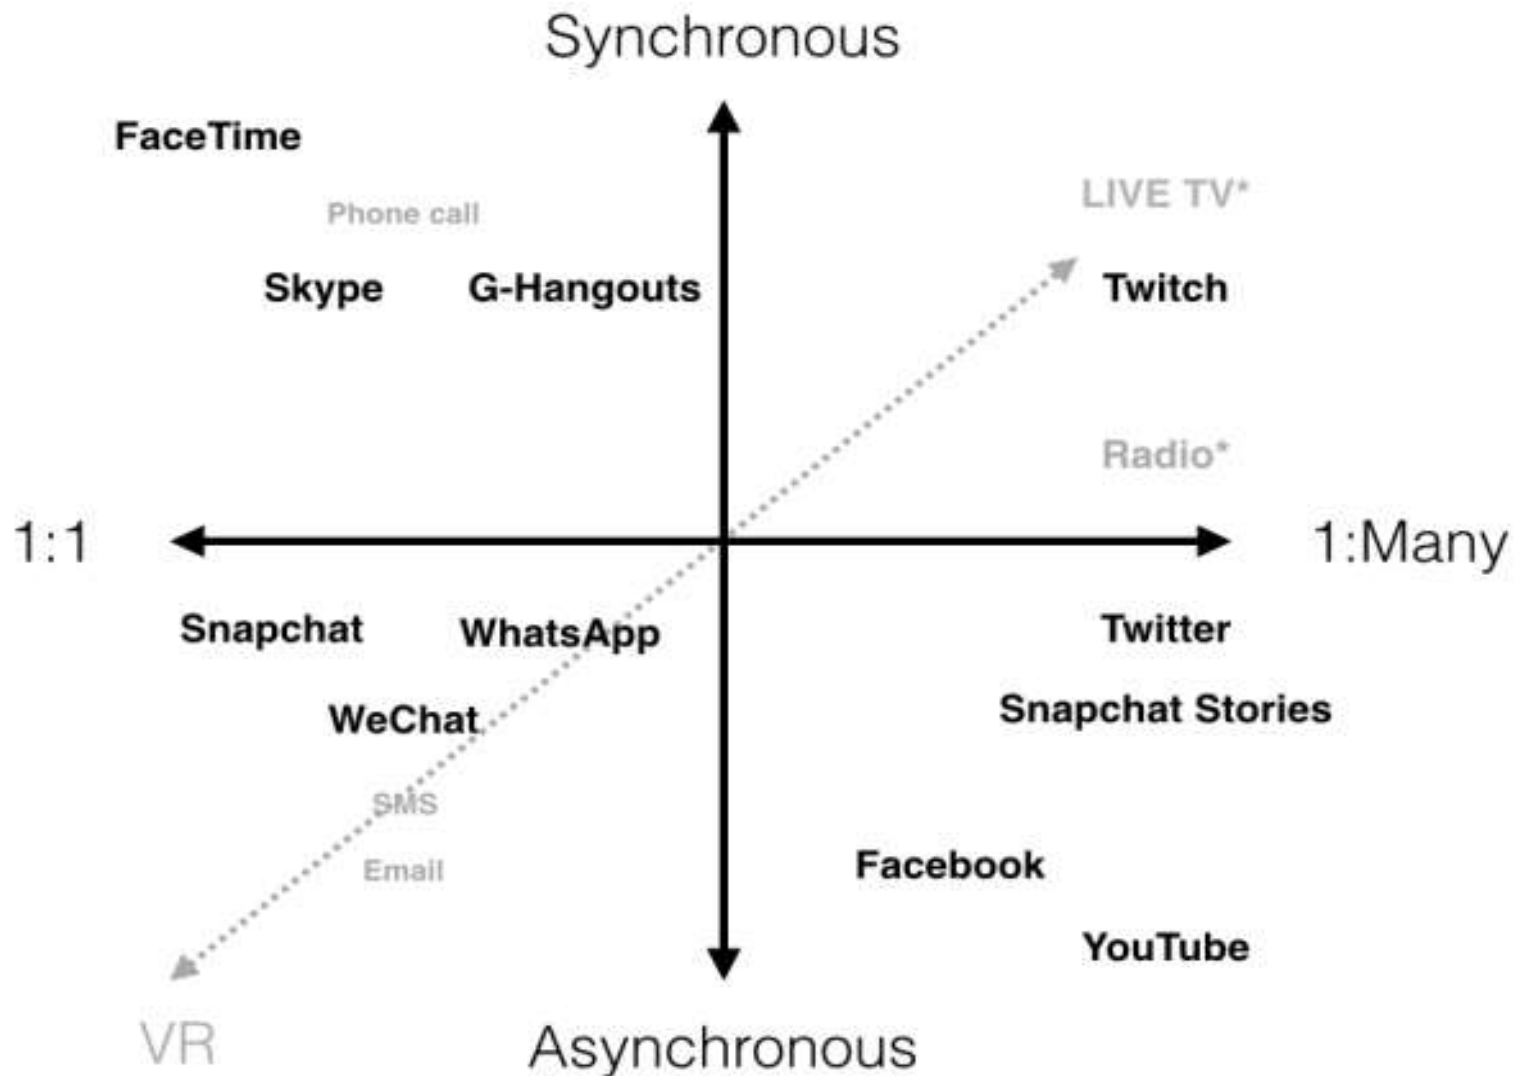 Synchronous
FaceTime
Phone call
LIVE TV*
Skype
G-Hangouts
Twitch
Radio*
1:1
1:Many
Snapchat
WhatsApp
Twitter
WeChat
Snapchat Stories
SMS
Email
Facebook
YouTube
VR
Asynchronous